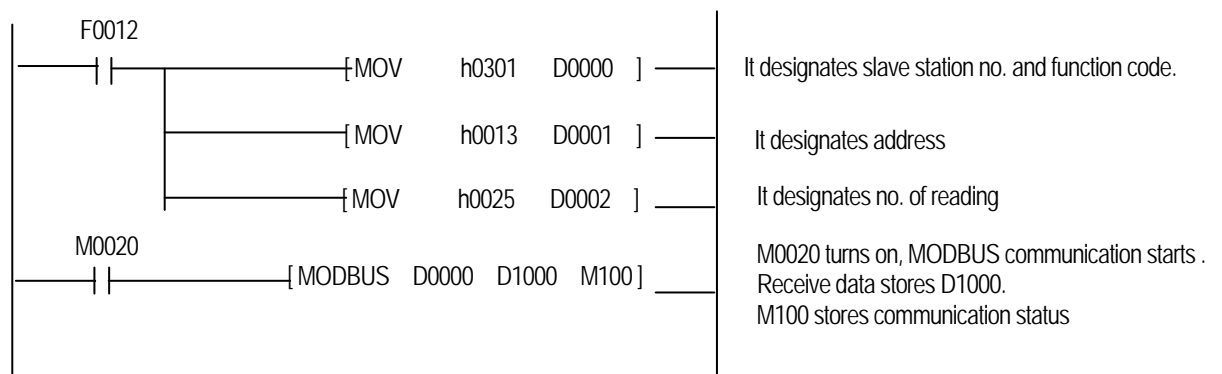 F0012
[ MOV h0301 D0000 ] It designates slave station no. and function code.
[ MOV h0013 D0001 ] It designates address
[ MOV h0025 D0002 ] It designates no. of reading
M0020
[ MODBUS D0000 D1000 M100 ]
M0020 turns on, MODBUS communication starts .
Receive data stores D1000.
M100 stores communication status